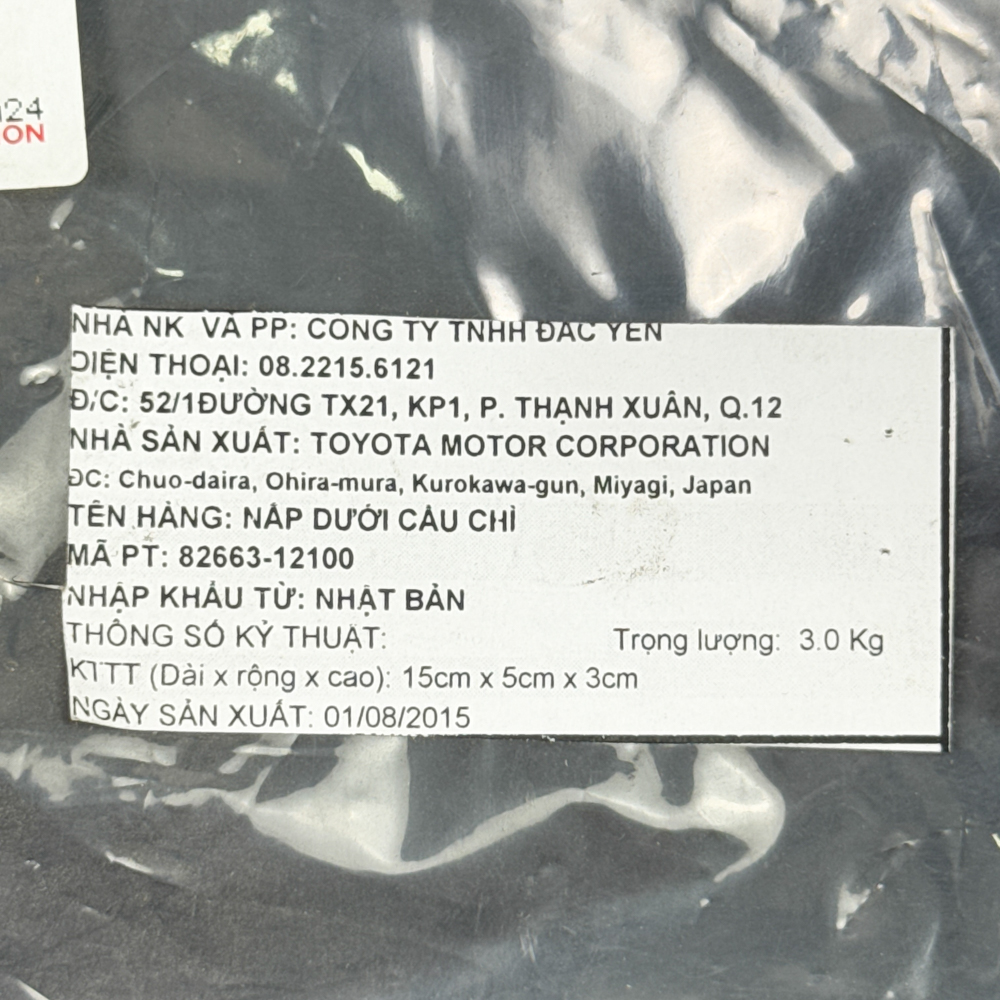 24
ON
NHÀ NK VÀ PP: CÔNG TY TNHH ĐẮC YẾN
ĐIỆN THOẠI: 08.2215.6121
Đ/C: 52/1ĐƯỜNG TX21, KP1, P. THẠNH XUÂN, Q.12
NHÀ SẢN XUẤT: TOYOTA MOTOR CORPORATION
ĐC: Chuo-daira, Ohira-mura, Kurokawa-gun, Miyagi, Japan
TÊN HÀNG: NẮP DƯỚI CẦU CHÌ
MÃ PT: 82663-12100
NHẬP KHẨU TỪ: NHẬT BẢN
THÔNG SỐ KỸ THUẬT: Trọng lượng: 3.0 Kg
KTTT (Dài x rộng x cao): 15cm x 5cm x 3cm
NGÀY SẢN XUẤT: 01/08/2015